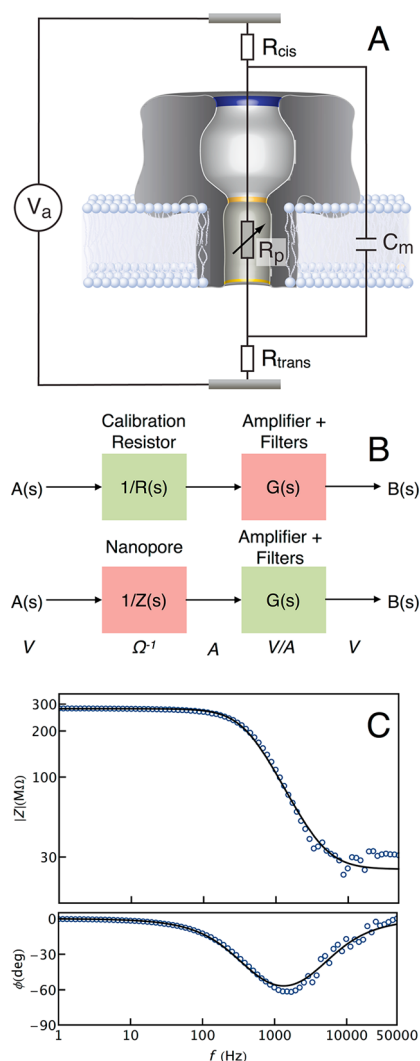 A
R_cis
V_a
R_p
C_m
R_trans
B
Calibration Resistor
Amplifier + Filters
A(s)
1/R(s)
G(s)
B(s)
Nanopore
Amplifier + Filters
A(s)
1/Z(s)
G(s)
B(s)
V
Ω⁻¹
A
V/A
V
C
300
200
100
30
|Z|(MΩ)
0
-30
-60
-90
ϕ(deg)
1 10 100 1000 10000 50000
f (Hz)